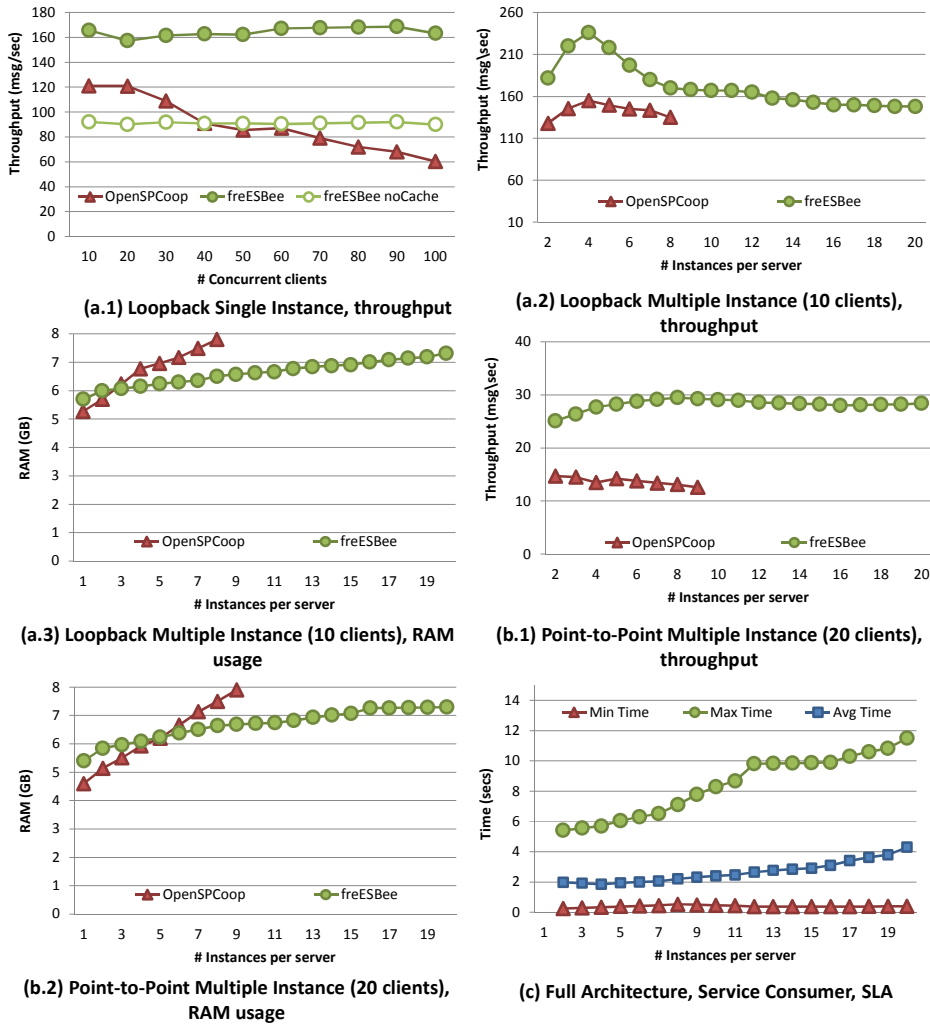 180
160
140
120
100
80
60
40
20
0
Throughput (msg/sec)
OpenSPCoop freESBee freESBee noCache
10 20 30 40 50 60 70 80 90 100
# Concurrent clients
(a.1) Loopback Single Instance, throughput
260
210
160
110
60
10
Throughput (msg\sec)
OpenSPCoop freESBee
2 4 6 8 10 12 14 16 18 20
# Instances per server
(a.2) Loopback Multiple Instance (10 clients),
throughput
8
7
6
5
4
3
2
1
0
RAM (GB)
OpenSPCoop freESBee
1 3 5 7 9 11 13 15 17 19
# Instances per server
(a.3) Loopback Multiple Instance (10 clients), RAM
usage
40
30
20
10
0
Throughput (msg\sec)
OpenSPCoop freESBee
2 4 6 8 10 12 14 16 18 20
# Instances per server
(b.1) Point-to-Point Multiple Instance (20 clients),
throughput
8
7
6
5
4
3
2
1
0
RAM (GB)
OpenSPCoop freESBee
1 3 5 7 9 11 13 15 17 19
# Instances per server
(b.2) Point-to-Point Multiple Instance (20 clients),
RAM usage
14
12
10
8
6
4
2
0
Time (secs)
Min Time Max Time Avg Time
1 3 5 7 9 11 13 15 17 19
# Instances per server
(c) Full Architecture, Service Consumer, SLA